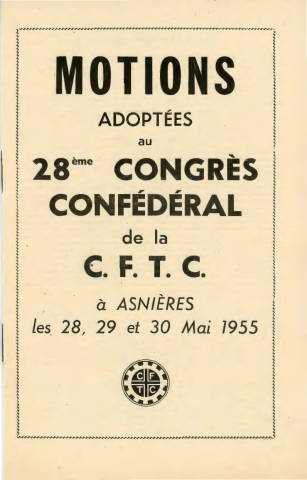 MOTIONS
ADOPTÉES
au
28ème CONGRÈS
CONFÉDÉRAL
de la
C. F. T. C.
à ASNIÈRES
les 28, 29 et 30 Mai 1955
C F
T C